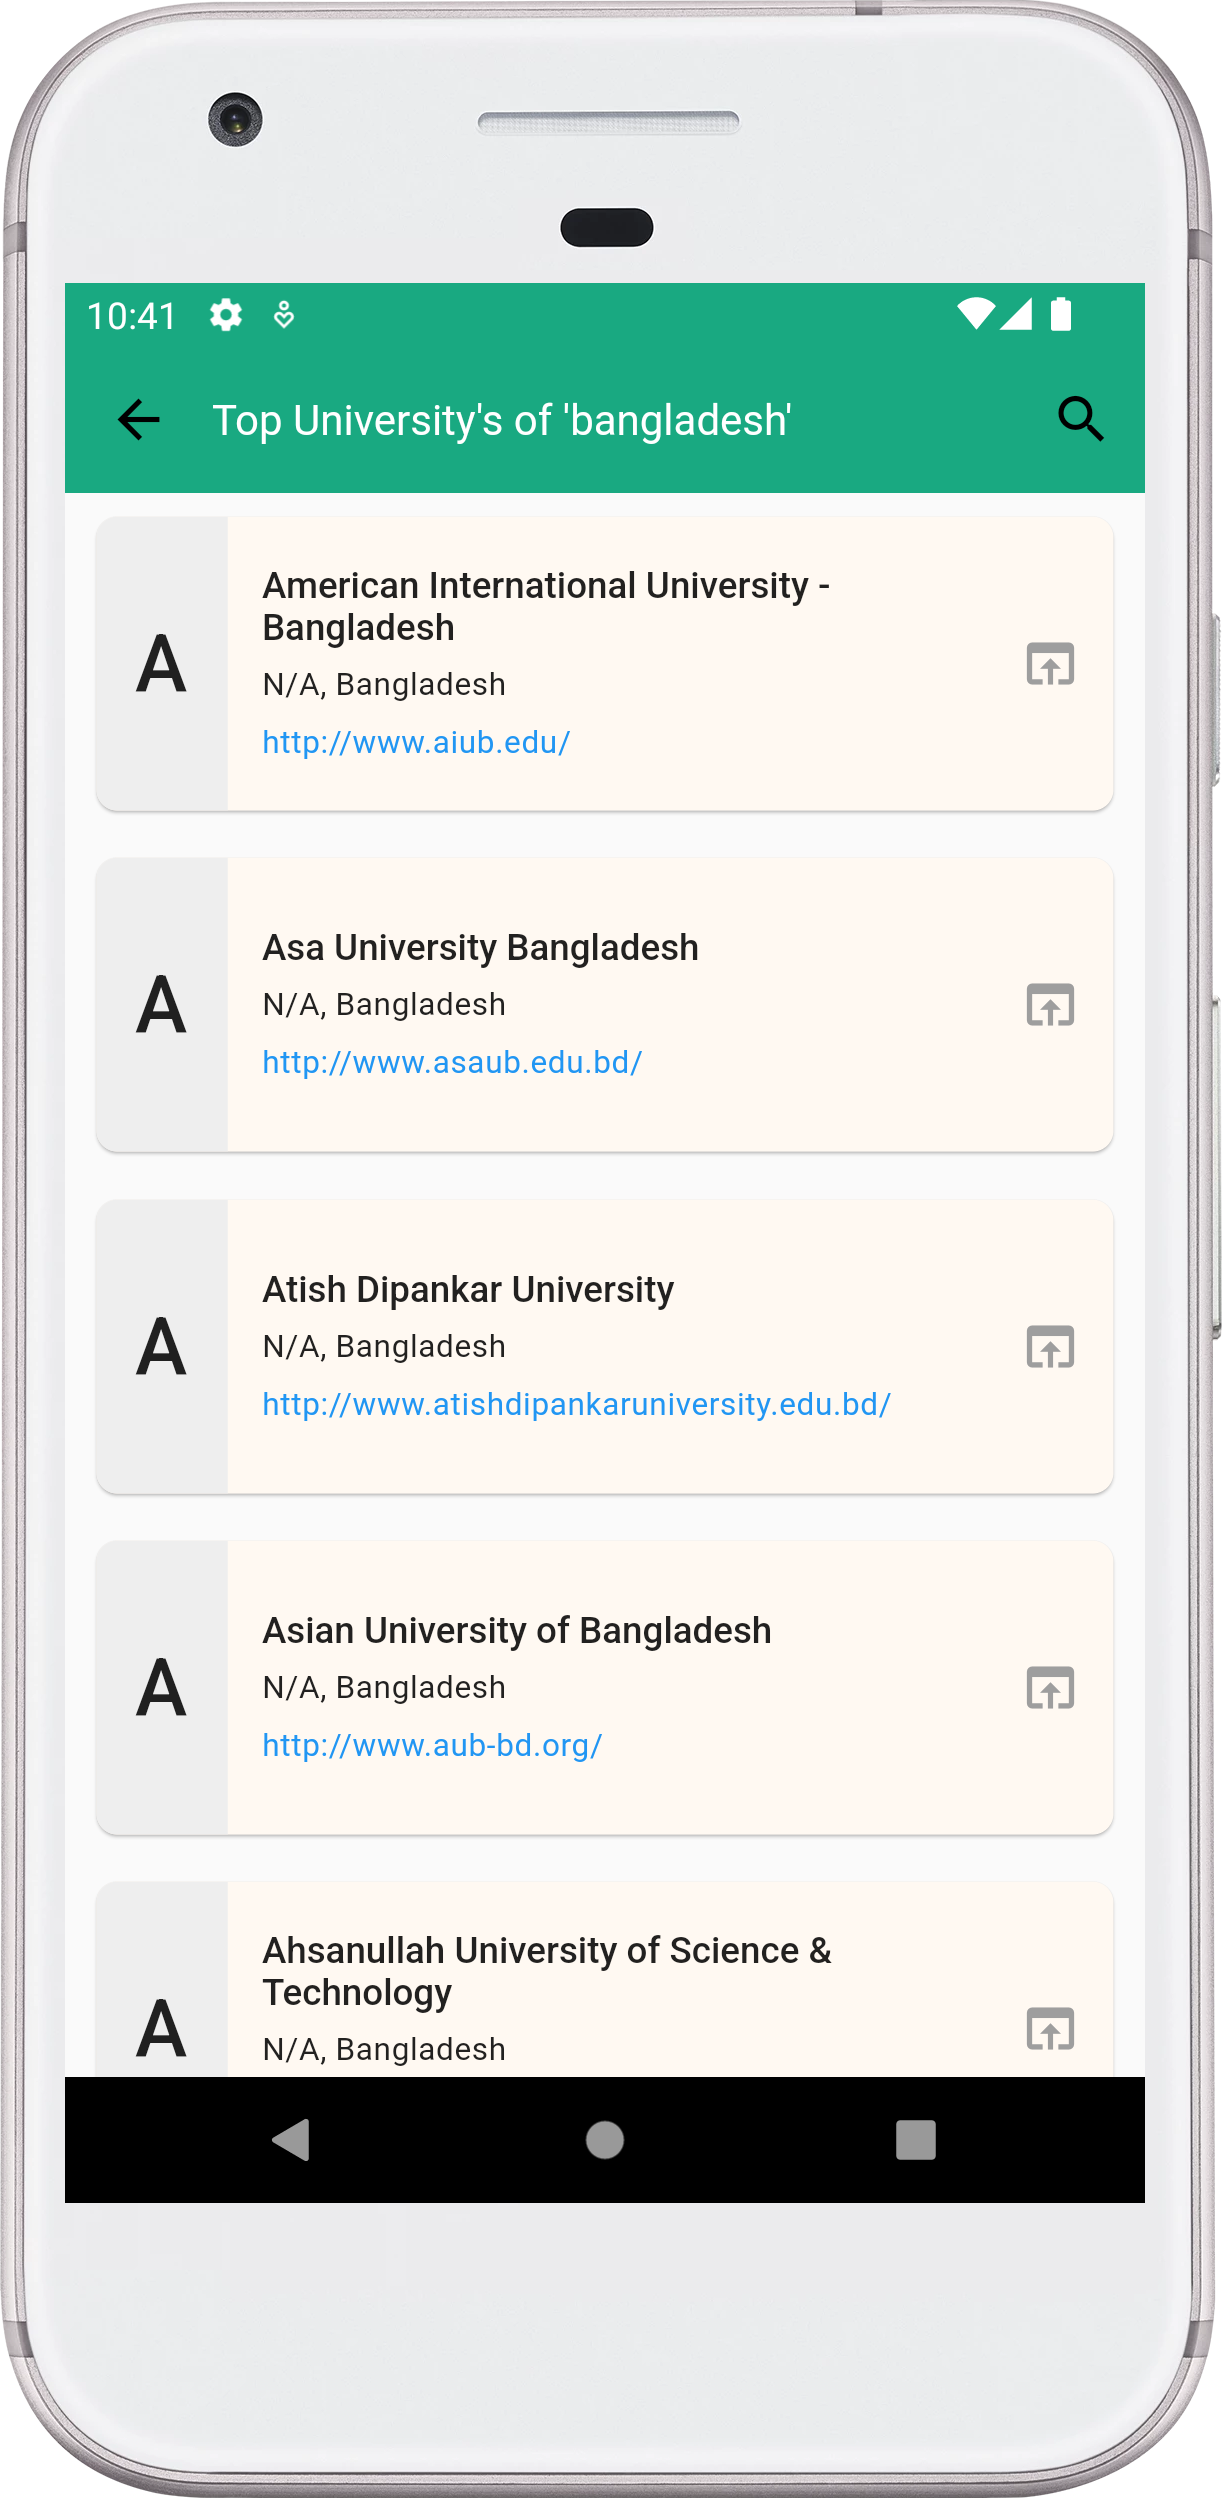 10:41
Top University's of 'bangladesh'
A
American International University -
Bangladesh
N/A, Bangladesh
http://www.aiub.edu/
A
Asa University Bangladesh
N/A, Bangladesh
http://www.asaub.edu.bd/
A
Atish Dipankar University
N/A, Bangladesh
http://www.atishdipankaruniversity.edu.bd/
A
Asian University of Bangladesh
N/A, Bangladesh
http://www.aub-bd.org/
A
Ahsanullah University of Science &
Technology
N/A, Bangladesh